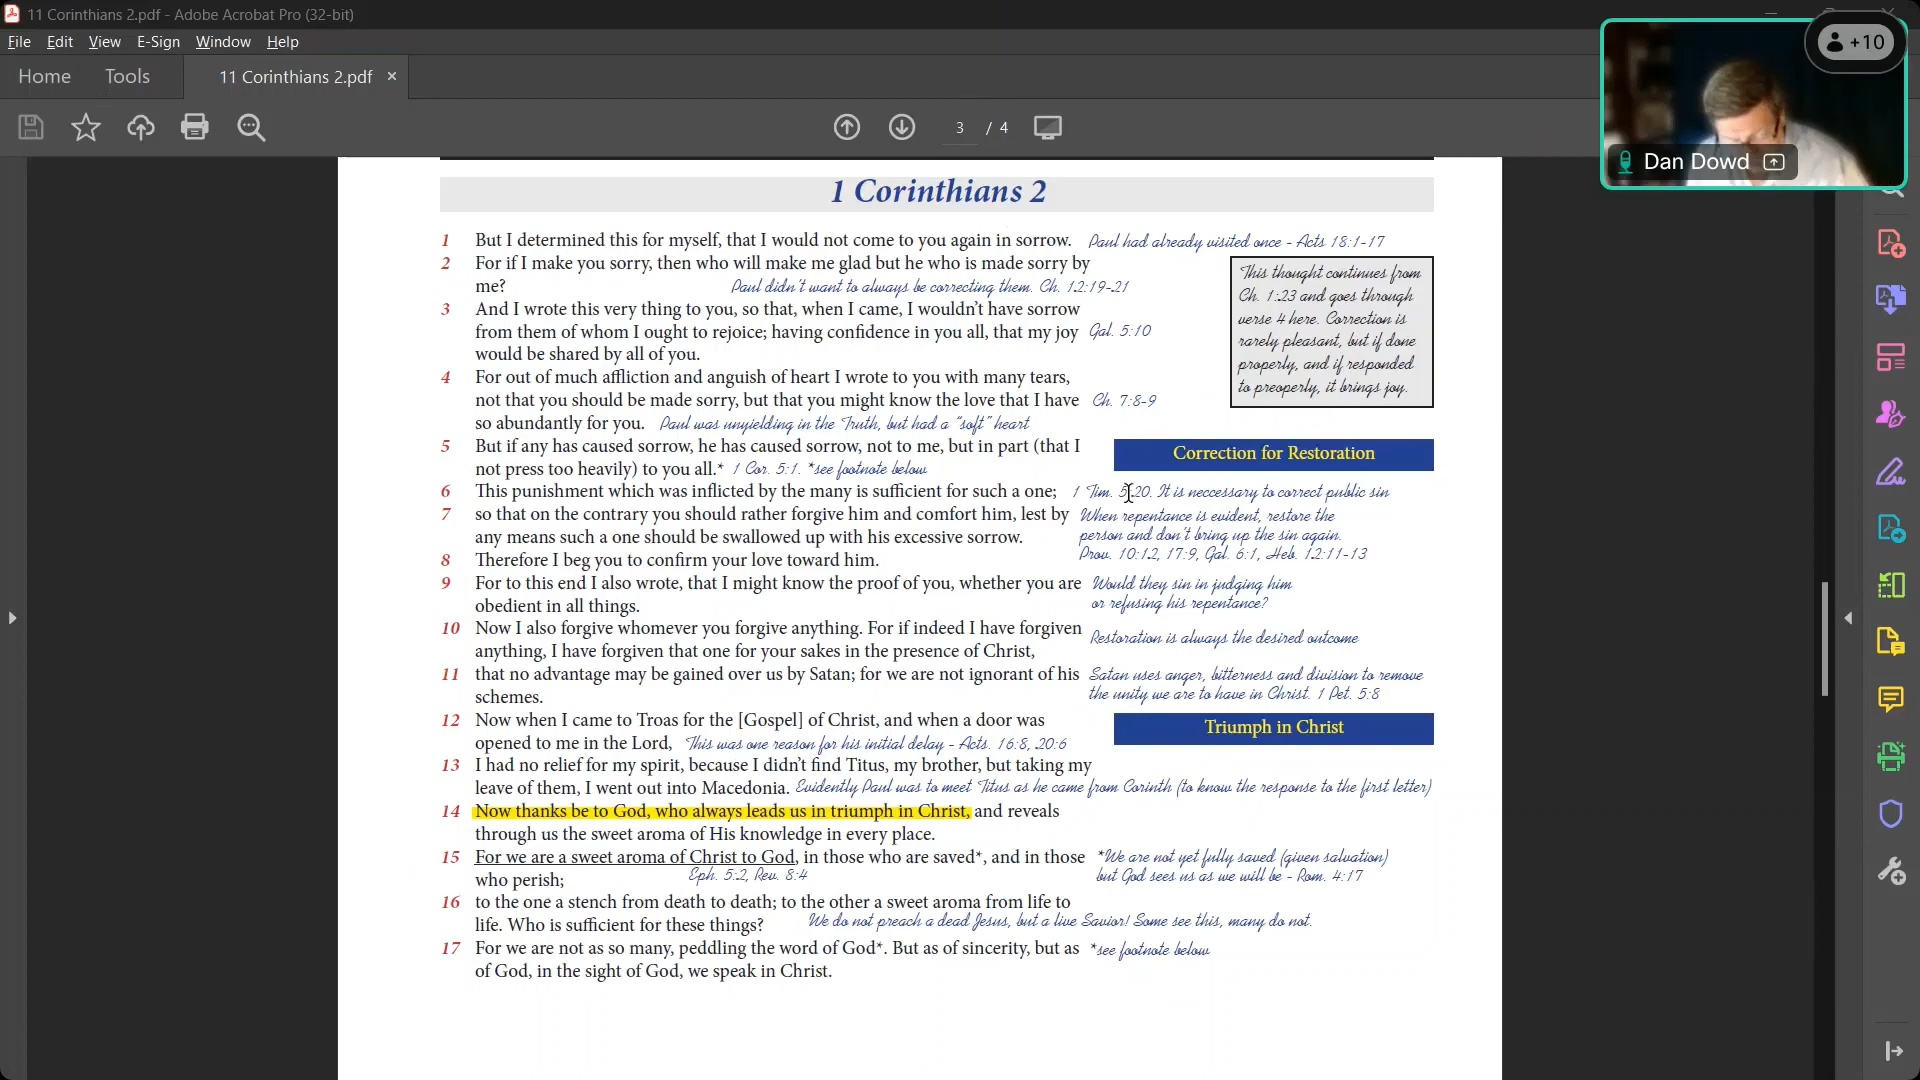 11 Corinthians 2.pdf - Adobe Acrobat Pro (32-bit)
File Edit View E-Sign Window Help
Home Tools 11 Corinthians 2.pdf ×
3 / 4
+10
Dan Dowd
1 Corinthians 2
1 But I determined this for myself, that I would not come to you again in sorrow. Paul had already visited once - Acts 18:1-17
2 For if I make you sorry, then who will make me glad but he who is made sorry by
me? Paul didn't want to always be correcting them. Ch. 12:19-21
3 And I wrote this very thing to you, so that, when I came, I wouldn't have sorrow
from them of whom I ought to rejoice; having confidence in you all, that my joy Gal. 5:10
would be shared by all of you.
4 For out of much affliction and anguish of heart I wrote to you with many tears,
not that you should be made sorry, but that you might know the love that I have Ch. 7:8-9
so abundantly for you. Paul was unyielding in the Truth, but had a "soft" heart
This thought continues from
Ch. 1:23 and goes through
verse 4 here. Correction is
rarely pleasant, but if done
properly, and if responded
to preoperly, it brings joy.
5 But if any has caused sorrow, he has caused sorrow, not to me, but in part (that I
not press too heavily) to you all.* 1 Cor. 5:1. *see footnote below
Correction for Restoration
6 This punishment which was inflicted by the many is sufficient for such a one; 1 Tim. 5:20. It is neccessary to correct public sin
7 so that on the contrary you should rather forgive him and comfort him, lest by
any means such a one should be swallowed up with his excessive sorrow.
When repentance is evident, restore the
person and don't bring up the sin again.
Prov. 10:12, 17:9, Gal. 6:1, Heb. 12:11-13
8 Therefore I beg you to confirm your love toward him.
9 For to this end I also wrote, that I might know the proof of you, whether you are
obedient in all things.
Would they sin in judging him
or refusing his repentance?
10 Now I also forgive whomever you forgive anything. For if indeed I have forgiven
anything, I have forgiven that one for your sakes in the presence of Christ,
Restoration is always the desired outcome
11 that no advantage may be gained over us by Satan; for we are not ignorant of his
schemes.
Satan uses anger, bitterness and division to remove
the unity we are to have in Christ. 1 Pet. 5:8
12 Now when I came to Troas for the [Gospel] of Christ, and when a door was
opened to me in the Lord, This was one reason for his initial delay - Acts. 16:8, 20:6
Triumph in Christ
13 I had no relief for my spirit, because I didn't find Titus, my brother, but taking my
leave of them, I went out into Macedonia. Evidently Paul was to meet Titus as he came from Corinth (to know the response to the first letter)
14 Now thanks be to God, who always leads us in triumph in Christ, and reveals
through us the sweet aroma of His knowledge in every place.
15 For we are a sweet aroma of Christ to God, in those who are saved*, and in those
who perish; Eph. 5:2, Rev. 8:4
*We are not yet fully saved (given salvation)
but God sees us as we will be - Rom. 4:17
16 to the one a stench from death to death; to the other a sweet aroma from life to
life. Who is sufficient for these things? We do not preach a dead Jesus, but a live Savior! Some see this, many do not.
17 For we are not as so many, peddling the word of God*. But as of sincerity, but as *see footnote below
of God, in the sight of God, we speak in Christ.